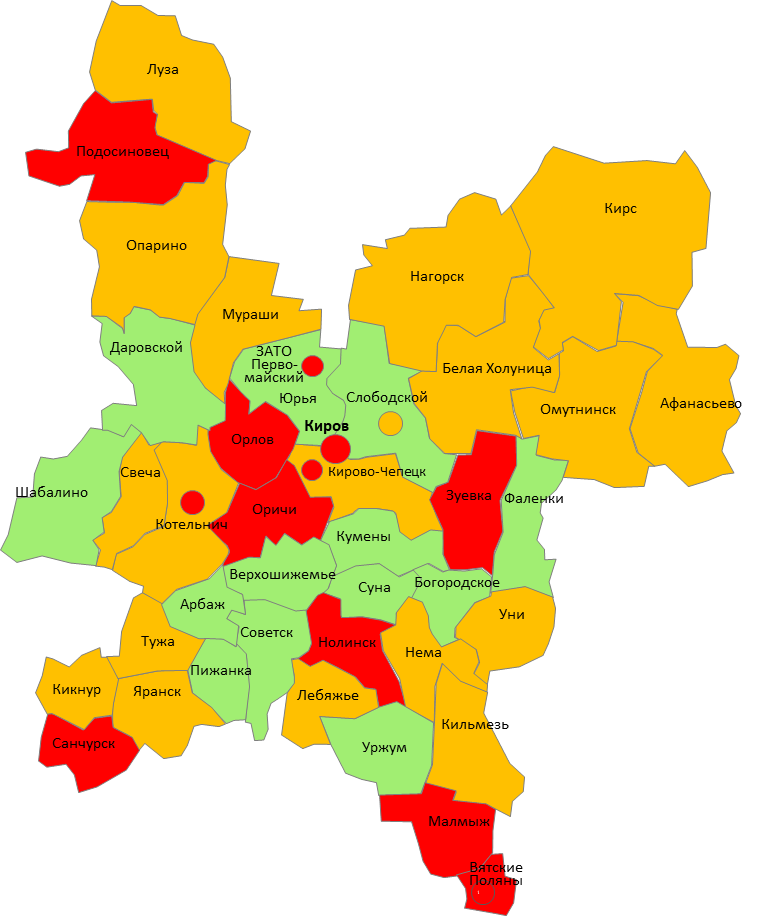 Луза
Подосиновец
Опарино
Кирс
Нагорск
Мураши
Даровской
ЗАТО
Перво-
майский
Юрья
Слободской
Белая Холуница
Омутнинск
Афанасьево
Киров
Орлов
Кирово-Чепецк
Свеча
Шабалино
Котельнич
Оричи
Зуевка
Фаленки
Кумены
Верхошижемье
Суна
Богородское
Арбаж
Советск
Уни
Тужа
Нолинск
Нема
Пижанка
Кикнур
Яранск
Лебяжье
Санчурск
Уржум
Кильмезь
Малмыж
Вятские
Поляны